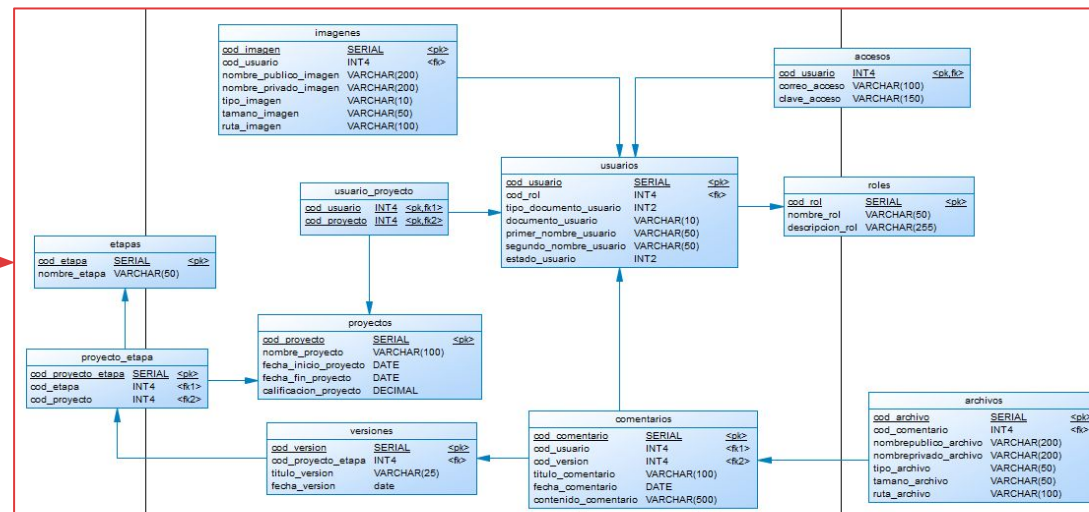 imagenes
cod_imagen SERIAL <pk>
cod_usuario INT4 <fk>
nombre_publico_imagen VARCHAR(200)
nombre_privado_imagen VARCHAR(200)
tipo_imagen VARCHAR(10)
tamano_imagen VARCHAR(50)
ruta_imagen VARCHAR(100)
accesos
cod_usuario INT4 <pk,fk>
correo_acceso VARCHAR(100)
clave_acceso VARCHAR(150)
usuarios
cod_usuario SERIAL <pk>
cod_rol INT4 <fk>
tipo_documento_usuario INT2
documento_usuario VARCHAR(10)
primer_nombre_usuario VARCHAR(50)
segundo_nombre_usuario VARCHAR(50)
estado_usuario INT2
roles
cod_rol SERIAL <pk>
nombre_rol VARCHAR(50)
descripcion_rol VARCHAR(255)
usuario_proyecto
cod_usuario INT4 <pk,fk1>
cod_proyecto INT4 <pk,fk2>
etapas
cod_etapa SERIAL <pk>
nombre_etapa VARCHAR(50)
proyectos
cod_proyecto SERIAL <pk>
nombre_proyecto VARCHAR(100)
fecha_inicio_proyecto DATE
fecha_fin_proyecto DATE
calificacion_proyecto DECIMAL
proyecto_etapa
cod_proyecto_etapa SERIAL <pk>
cod_etapa INT4 <fk1>
cod_proyecto INT4 <fk2>
versiones
cod_version SERIAL <pk>
cod_proyecto_etapa INT4 <fk>
titulo_version VARCHAR(25)
fecha_version date
comentarios
cod_comentario SERIAL <pk>
cod_usuario INT4 <fk1>
cod_version INT4 <fk2>
titulo_comentario VARCHAR(100)
fecha_comentario DATE
contenido_comentario VARCHAR(500)
archivos
cod_archivo SERIAL <pk>
cod_comentario INT4 <fk>
nombrepublico_archivo VARCHAR(200)
nombreprivado_archivo VARCHAR(200)
tipo_archivo VARCHAR(50)
tamano_archivo VARCHAR(50)
ruta_archivo VARCHAR(100)